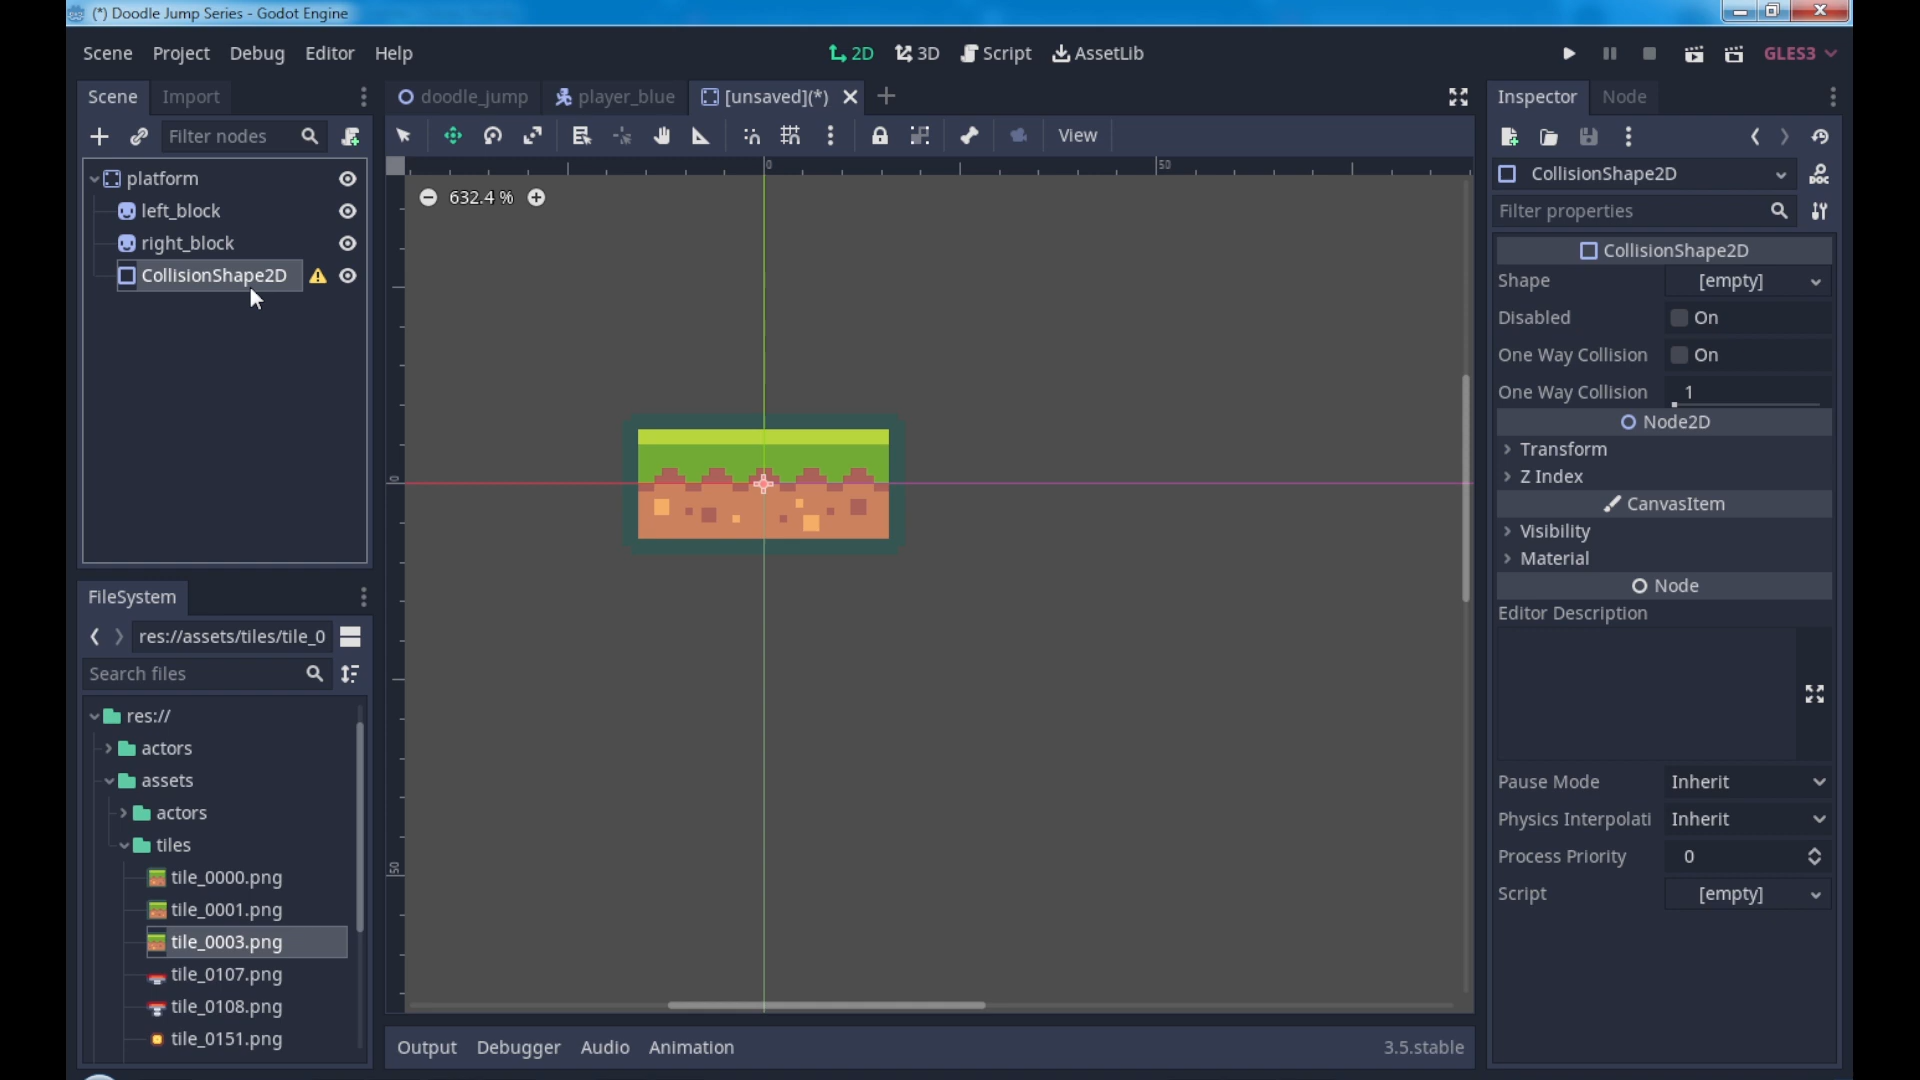 (*) Doodle Jump Series - Godot Engine
Scene Project Debug Editor Help
2D 3D Script AssetLib
GLES3
Scene Import
doodle_jump player_blue [unsaved](*)
Inspector Node
Filter nodes
View
CollisionShape2D
DOC
Filter properties
platform
left_block
right_block
CollisionShape2D
0 50
632.4 %
0
50
CollisionShape2D
Shape [empty]
Disabled On
One Way Collision On
One Way Collision 1
Node2D
Transform
Z Index
CanvasItem
Visibility
Material
Node
Editor Description
Pause Mode Inherit
Physics Interpolati Inherit
Process Priority 0
Script [empty]
FileSystem
res://assets/tiles/tile_0
Search files
res://
actors
assets
actors
tiles
tile_0000.png
tile_0001.png
tile_0003.png
tile_0107.png
tile_0108.png
tile_0151.png
Output Debugger Audio Animation 3.5.stable